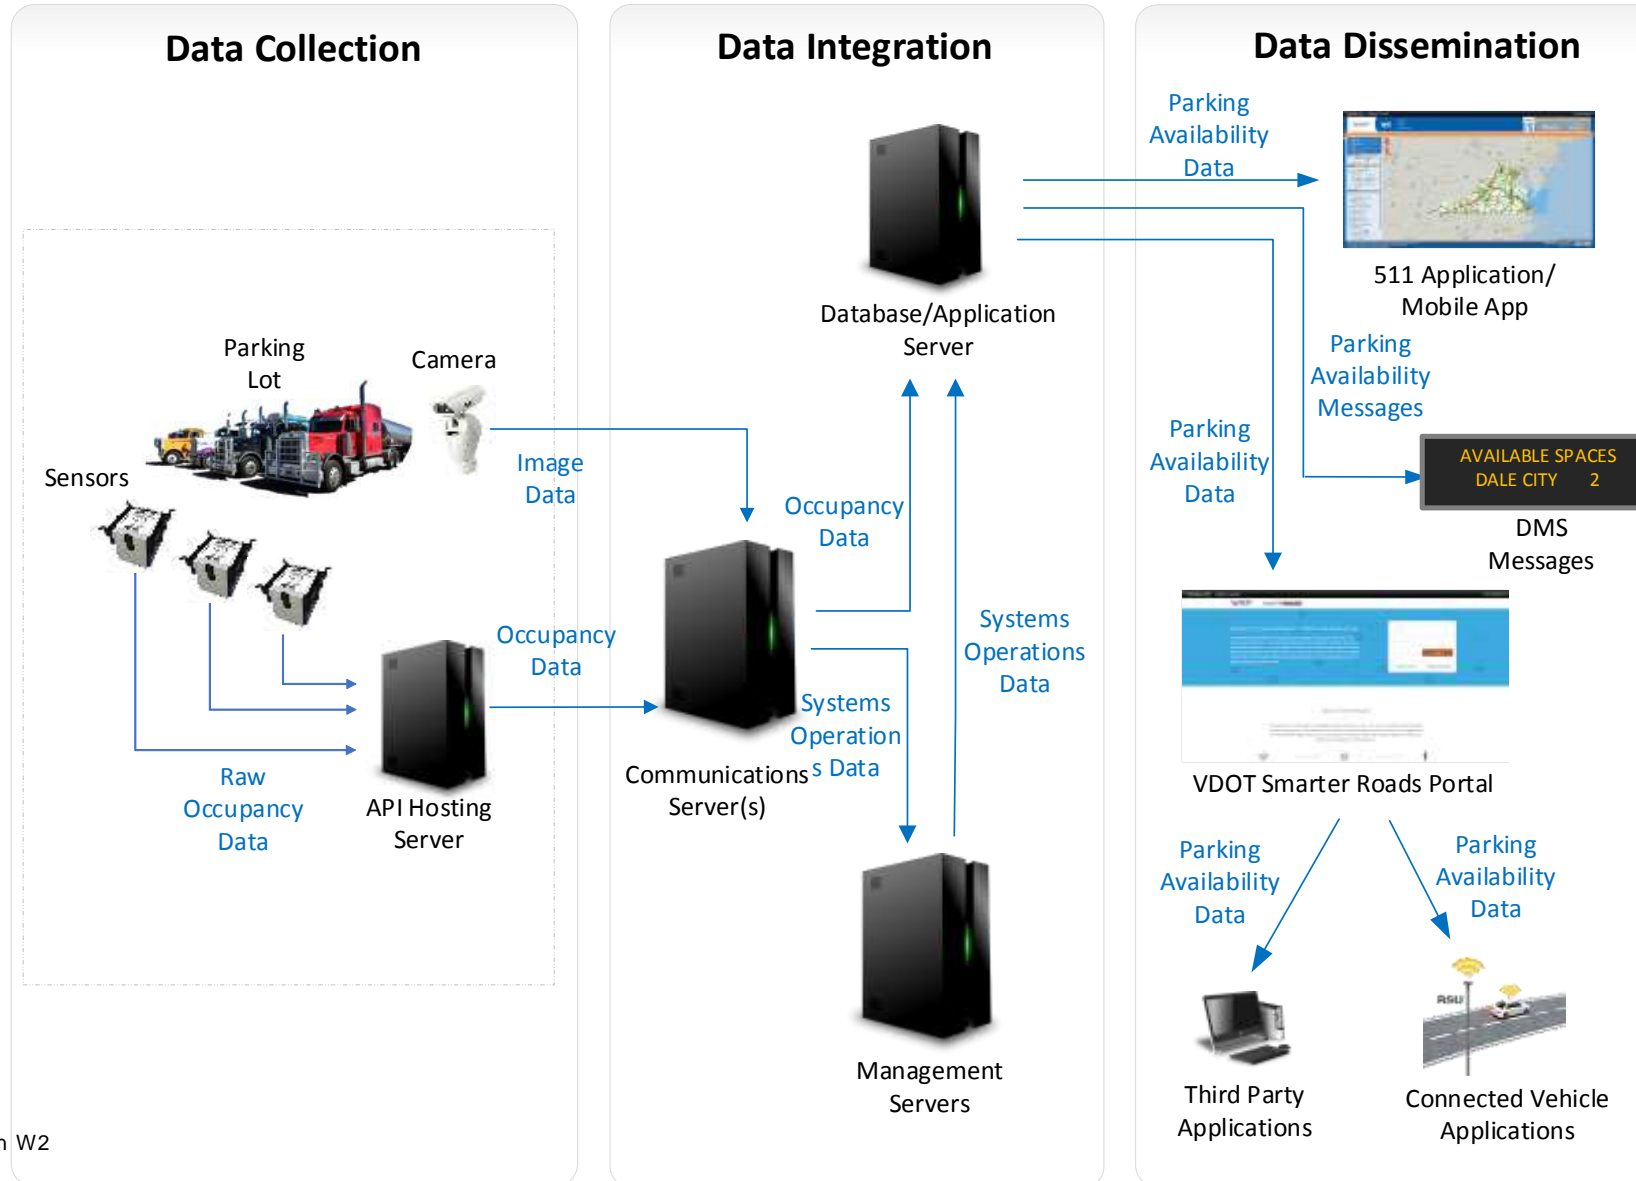 Data Collection
Parking
Lot
Camera
Image
Data
Sensors
Occupancy
Data
Raw
Occupancy
Data
API Hosting
Server
n W2
Data Integration
Database/Application
Server
Occupancy
Data
Systems
Operations
Data
Systems
Operation
s Data
Communications
Server(s)
Management
Servers
Data Dissemination
Parking
Availability
Data
511 Application/
Mobile App
Parking
Availability
Messages
Parking
Availability
Data
AVAILABLE SPACES
DALE CITY 2
DMS
Messages
VDOT Smarter Roads Portal
Parking
Availability
Data
Parking
Availability
Data
RSU
Third Party
Applications
Connected Vehicle
Applications